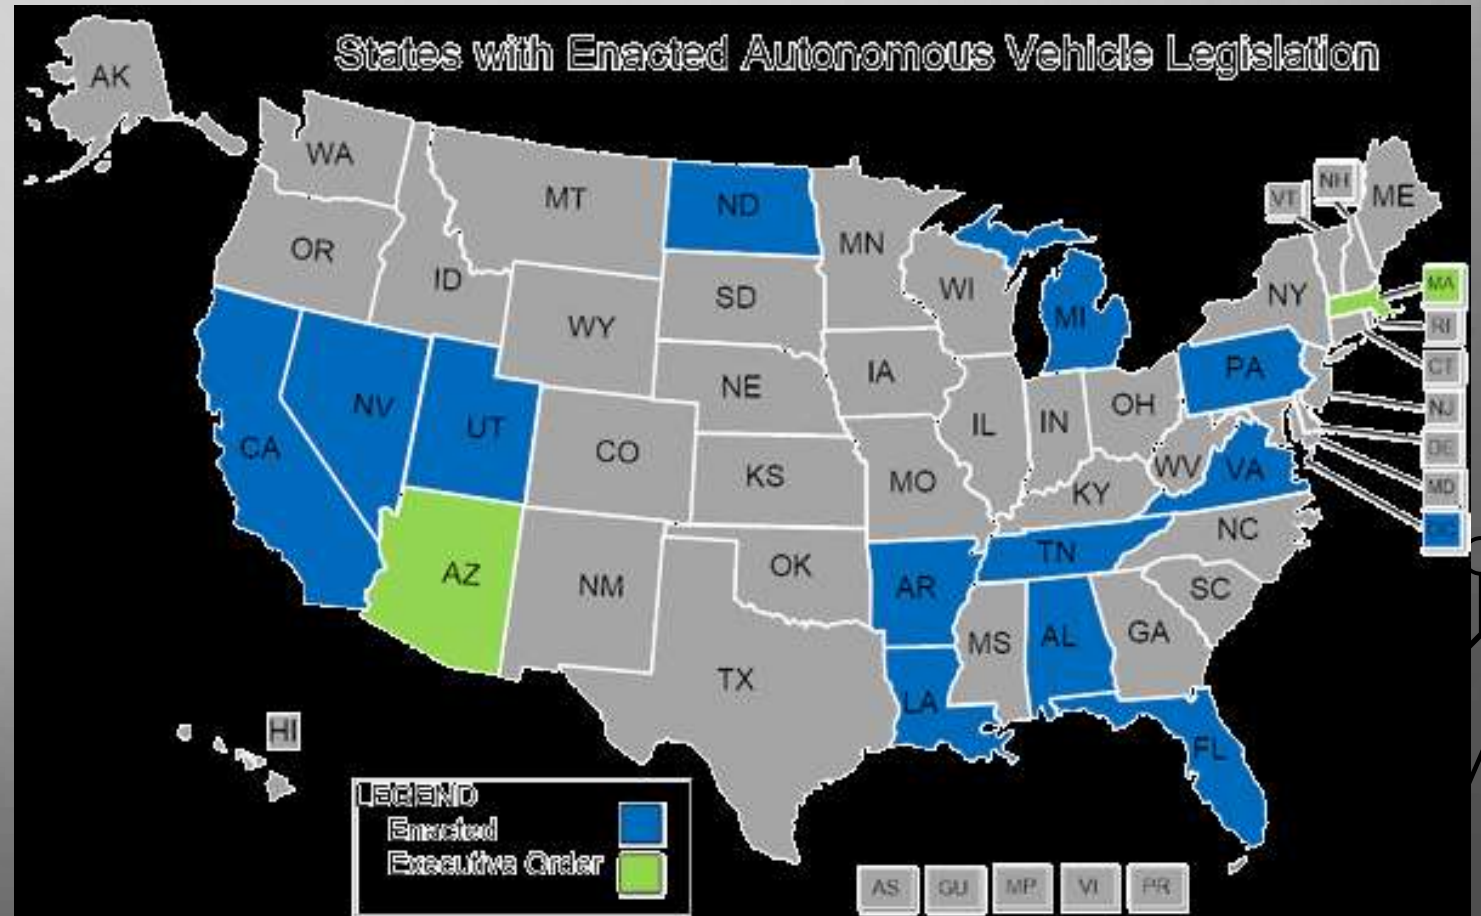 States with Enacted Autonomous Vehicle Legislation
AK
WA
MT
ND
MN
VT
NH
ME
OR
ID
SD
WI
NY
MA
WY
MI
RI
CT
NE
IA
PA
NJ
NV
UT
IL
IN
OH
DE
CA
CO
KS
MO
KY
WV
VA
MD
DC
NC
TN
AZ
NM
OK
AR
SC
MS
AL
GA
TX
LA
FL
HI
LEGEND
Enacted
Executive Order
AS
GU
MP
VI
PR